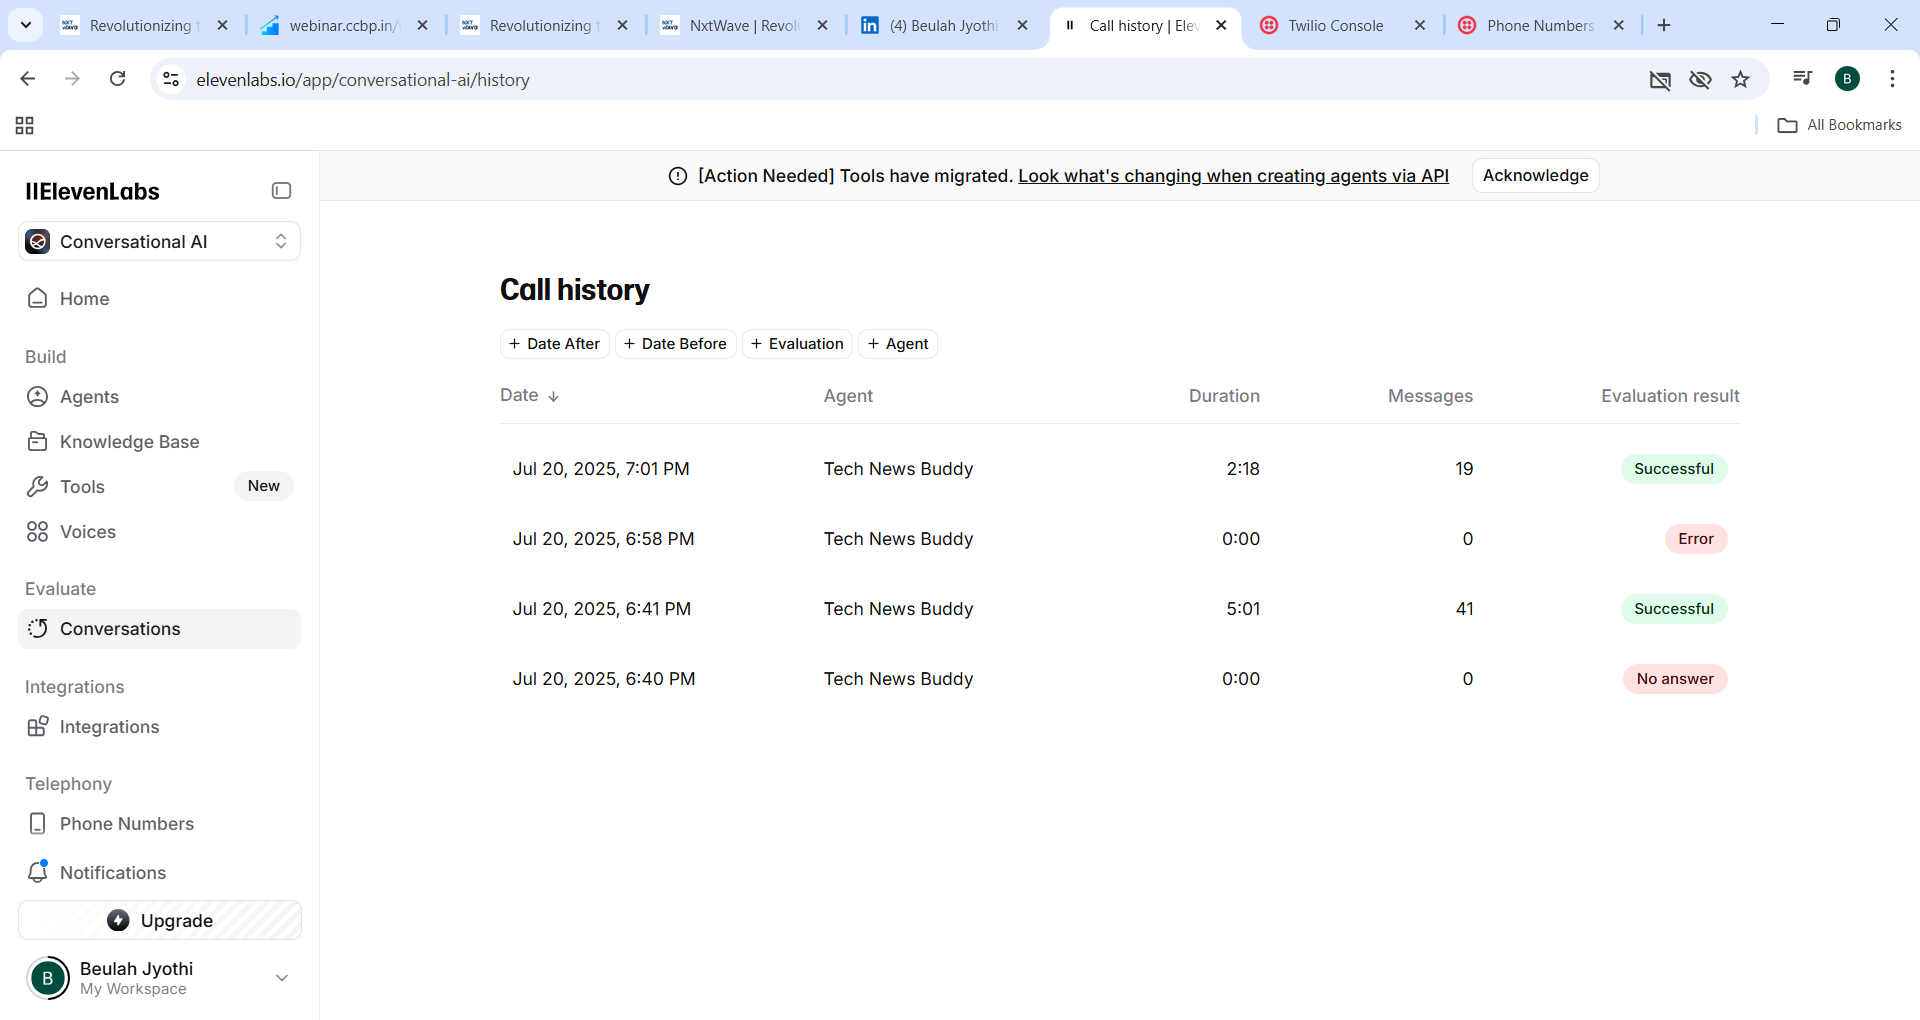 Revolutionizing t
webinar.ccbp.in/
Revolutionizing t
NxtWave | Revolu
(4) Beulah Jyothi
Call history | Elev
Twilio Console
Phone Numbers
elevenlabs.io/app/conversational-ai/history
B
All Bookmarks
IIElevenLabs
Conversational AI
Home
Build
Agents
Knowledge Base
Tools
New
Voices
Evaluate
Conversations
Integrations
Integrations
Telephony
Phone Numbers
Notifications
Upgrade
B
Beulah Jyothi
My Workspace
[Action Needed] Tools have migrated. Look what's changing when creating agents via API
Acknowledge
Call history
+ Date After + Date Before + Evaluation + Agent
Date ↓ Agent Duration Messages Evaluation result
Jul 20, 2025, 7:01 PM Tech News Buddy 2:18 19 Successful
Jul 20, 2025, 6:58 PM Tech News Buddy 0:00 0 Error
Jul 20, 2025, 6:41 PM Tech News Buddy 5:01 41 Successful
Jul 20, 2025, 6:40 PM Tech News Buddy 0:00 0 No answer